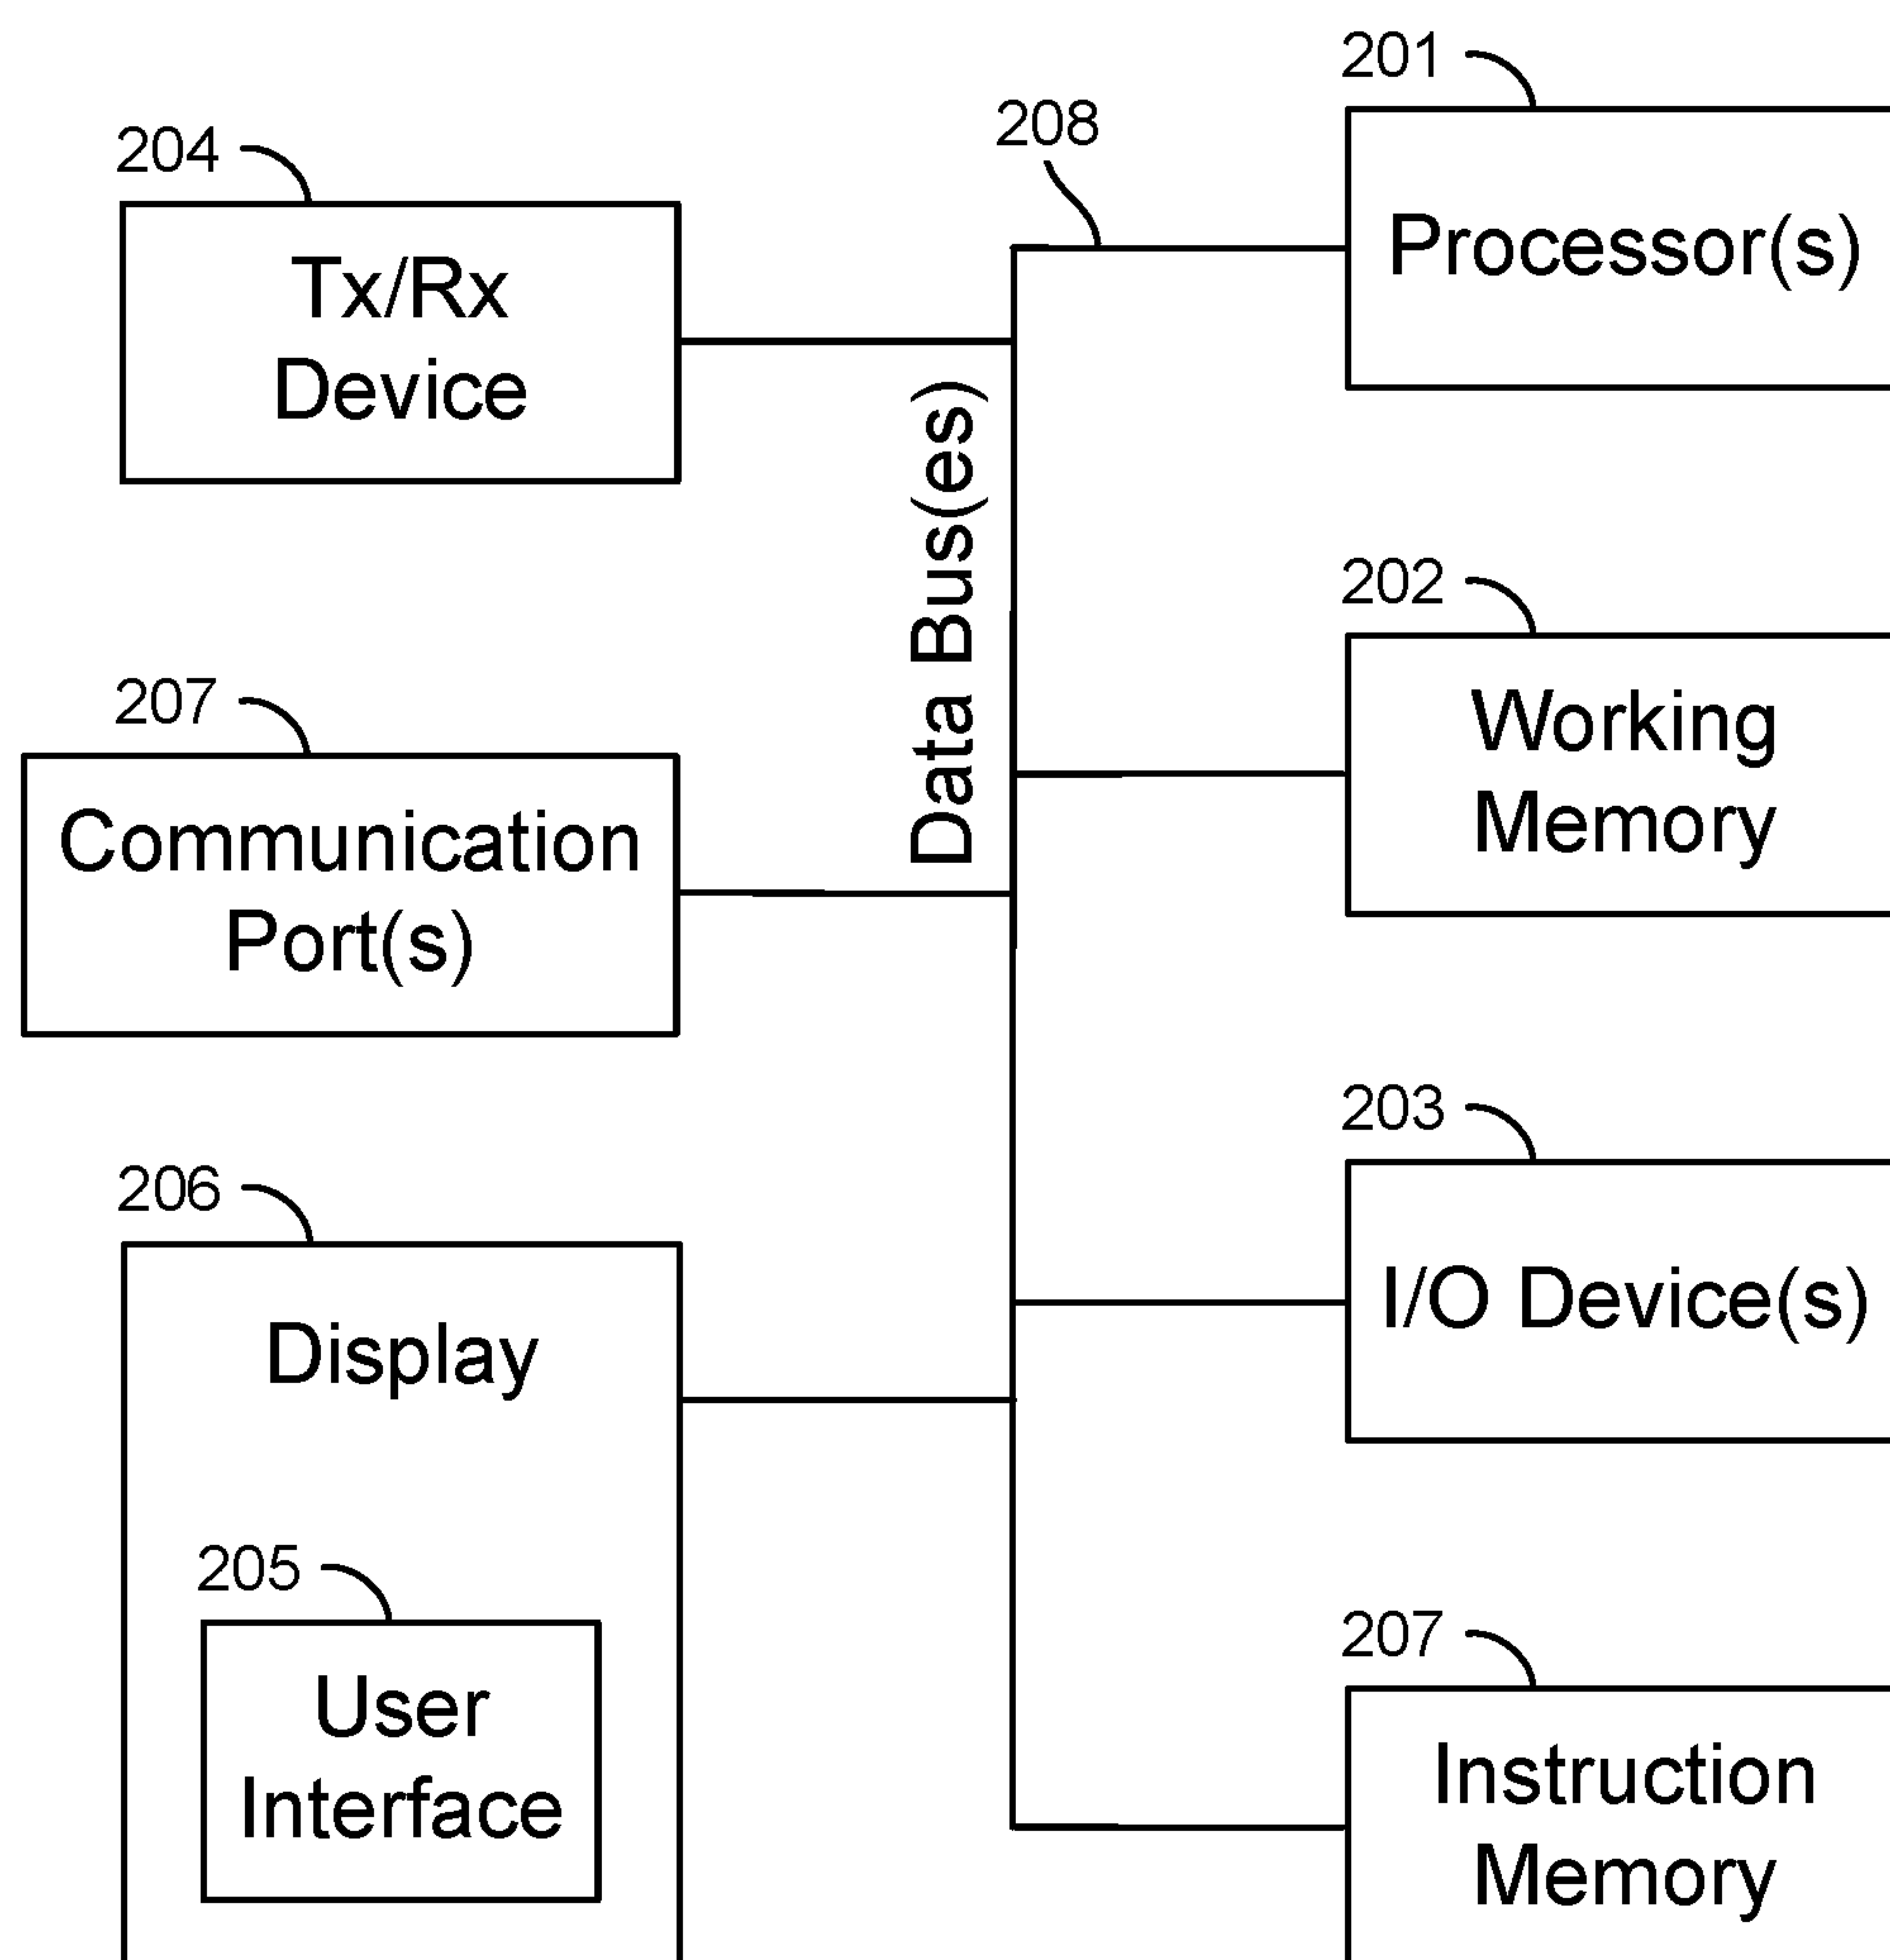 201
Processor(s)
204
Tx/Rx
Device
208
Data Bus(es)
202
Working
Memory
207
Communication
Port(s)
203
I/O Device(s)
206
Display
205
User
Interface
207
Instruction
Memory